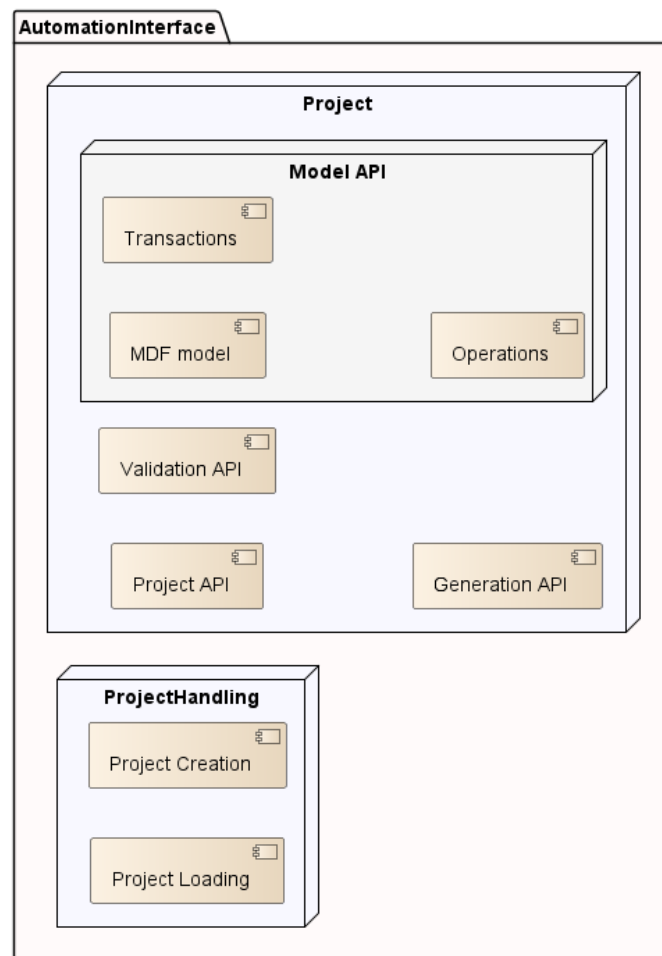 AutomationInterface
Project
Model API
Transactions
MDF model
Operations
Validation API
Project API
Generation API
ProjectHandling
Project Creation
Project Loading